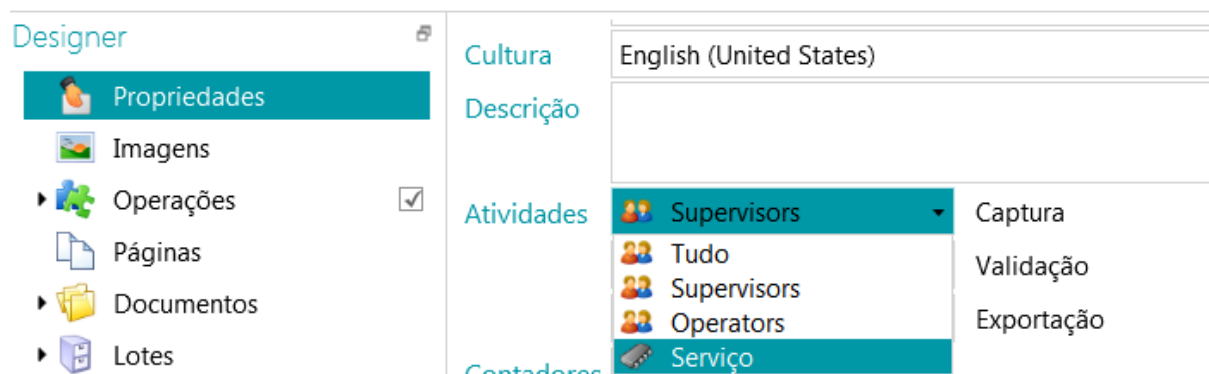 Designer
Propriedades
Imagens
Operações
Páginas
Documentos
Lotes
Cultura
English (United States)
Descrição
Atividades
Supervisors
Captura
Tudo
Validação
Supervisors
Operators
Exportação
Serviço
Contadores